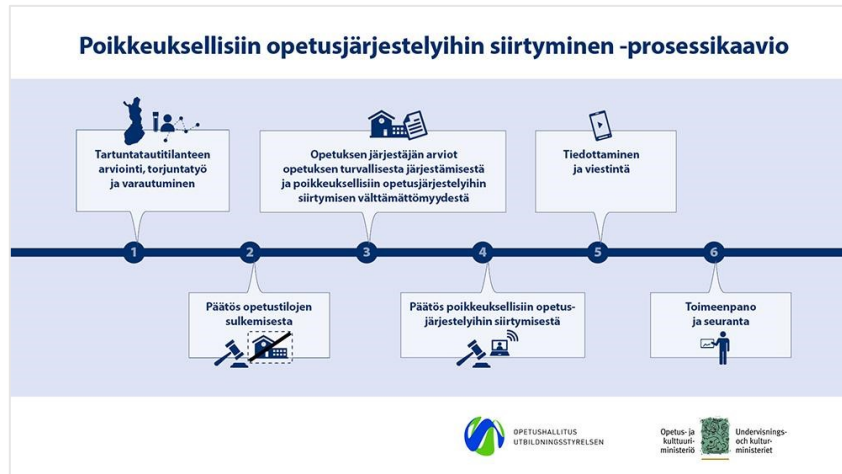 Poikkeuksellisiin opetusjärjestelyihin siirtyminen -prosessikaavio
Tartuntatautitilanteen
arviointi, torjuntatyö
ja varautuminen
Opetuksen järjestäjän arviot
opetuksen turvallisesta järjestämisestä
ja poikkeuksellisiin opetusjärjestelyihin
siirtymisen välttämättömyydestä
Tiedottaminen
ja viestintä
1
2
3
4
5
6
Päätös opetustilojen
sulkemisesta
Päätös poikkeuksellisiin opetus-
järjestelyihin siirtymisestä
Toimeenpano
ja seuranta
OPETUSHALLITUS
UTBILDNINGSSTYRELSEN
Opetus- ja
kulttuuri-
ministeriö
Undervisnings-
och kultur-
ministeriet